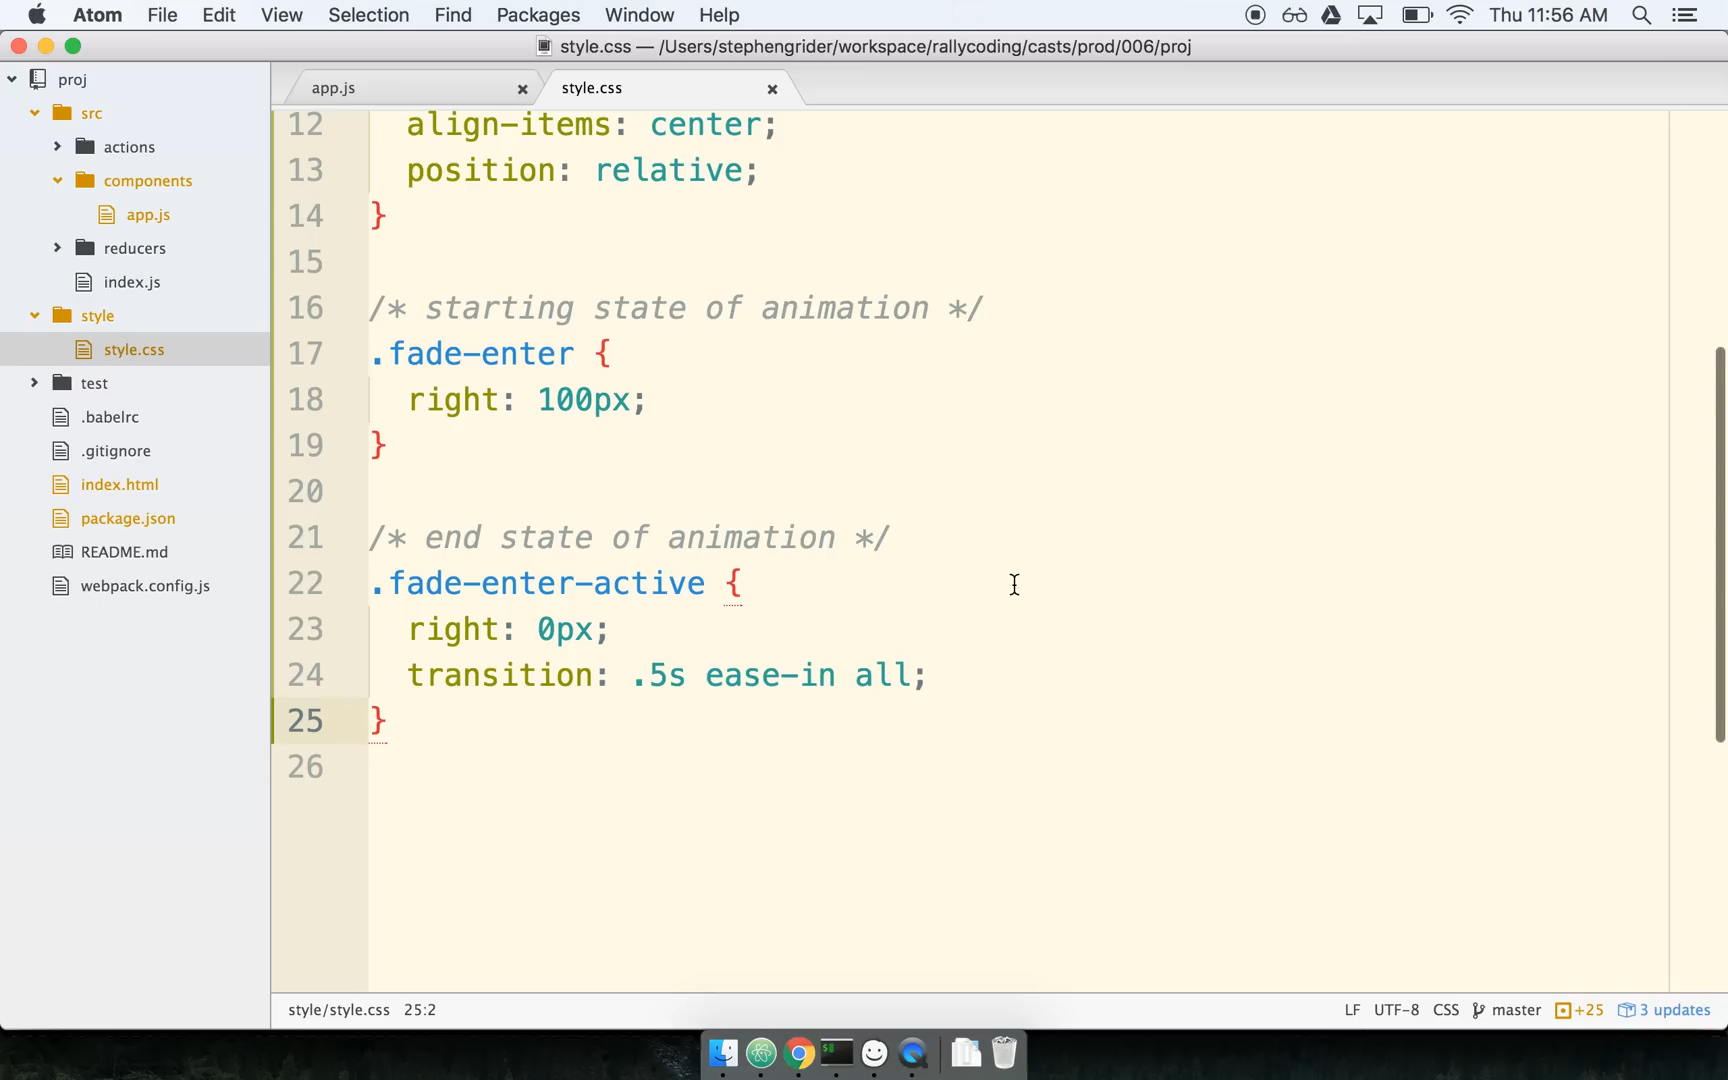 Atom File Edit View Selection Find Packages Window Help Thu 11:56 AM
style.css — /Users/stephengrider/workspace/rallycoding/casts/prod/006/proj
proj
src
actions
components
app.js
reducers
index.js
style
style.css
test
.babelrc
.gitignore
index.html
package.json
README.md
webpack.config.js
app.js style.css
12 align-items: center;
13 position: relative;
14 }
15
16 /* starting state of animation */
17 .fade-enter {
18 right: 100px;
19 }
20
21 /* end state of animation */
22 .fade-enter-active {
23 right: 0px;
24 transition: .5s ease-in all;
25 }
26
style/style.css 25:2 LF UTF-8 CSS master +25 3 updates